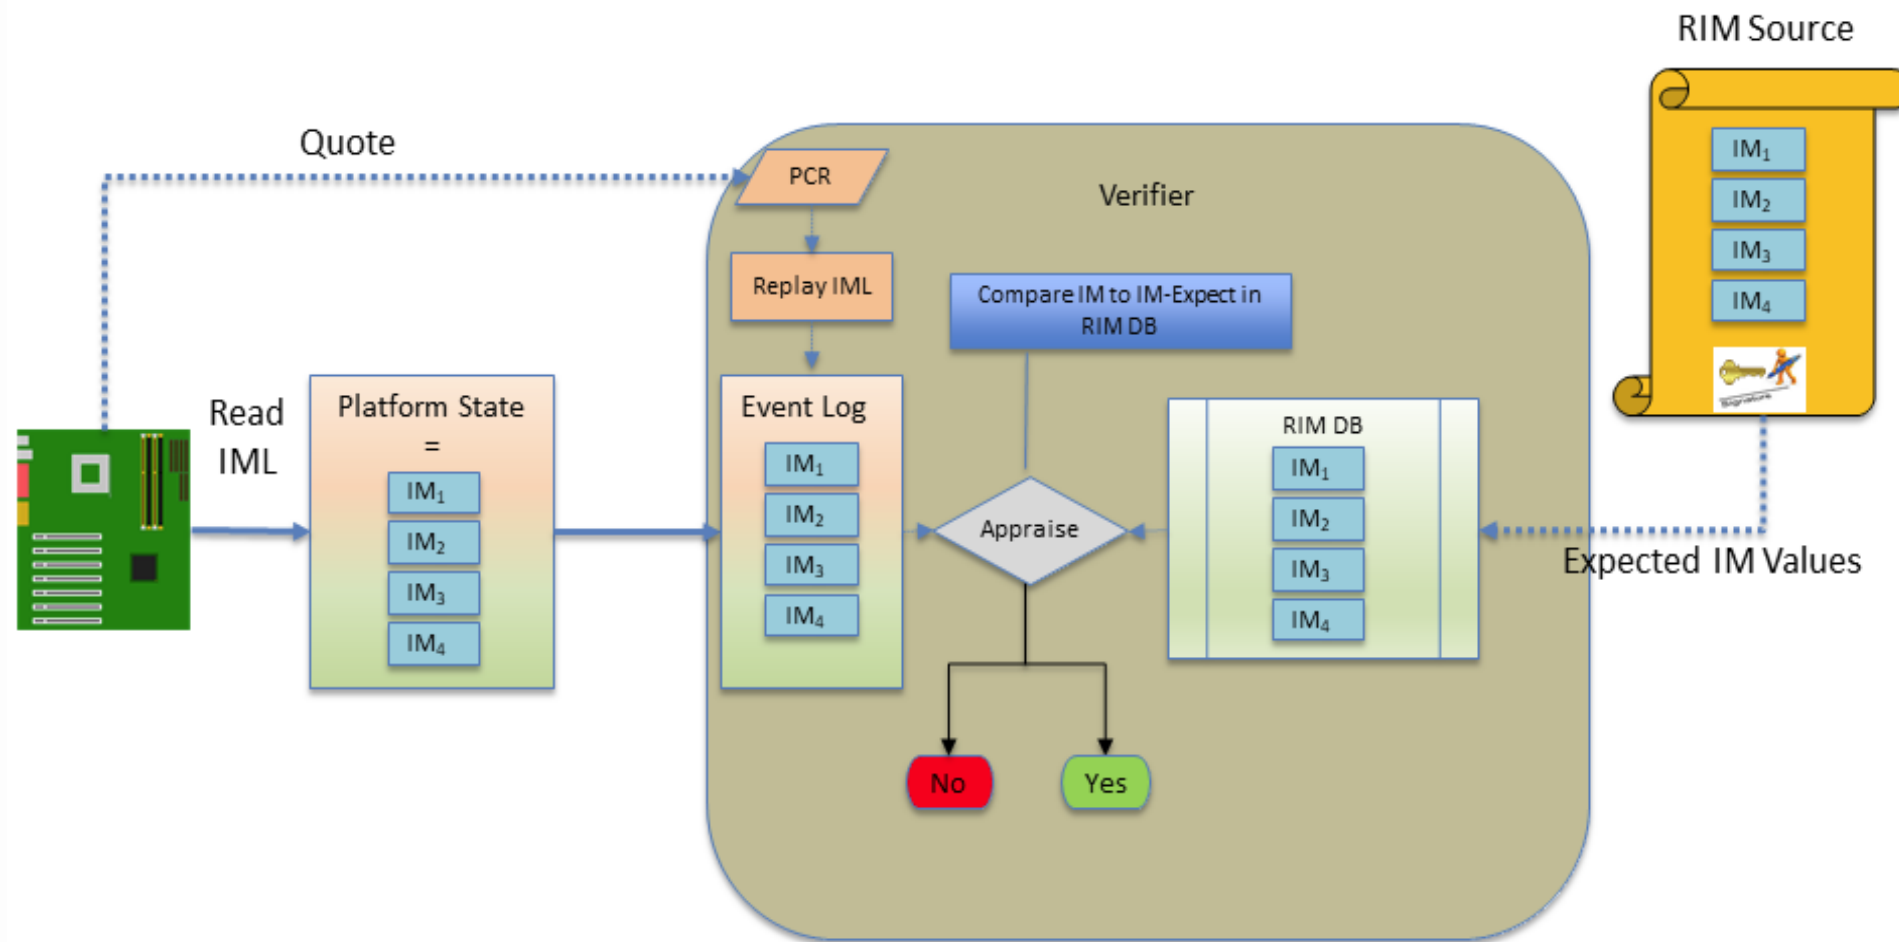 RIM Source
IM1
IM2
IM3
IM4
Signature
Quote
PCR
Verifier
Replay IML
Compare IM to IM-Expect in
RIM DB
Read
IML
Platform State
=
IM1
IM2
IM3
IM4
Event Log
IM1
IM2
IM3
IM4
Appraise
RIM DB
IM1
IM2
IM3
IM4
Expected IM Values
No
Yes